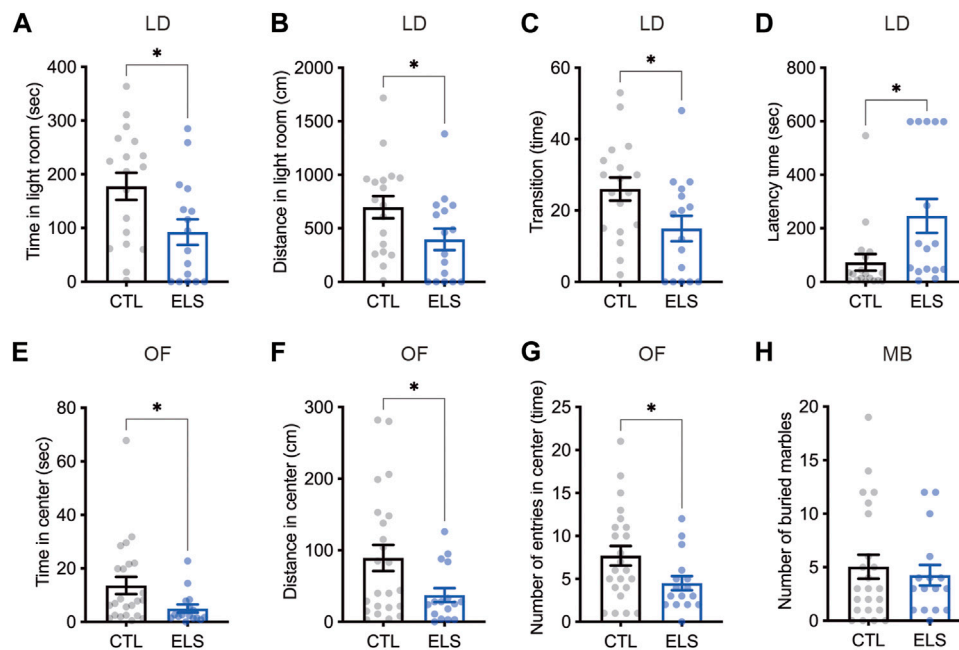 A LD
Time in light room (sec)
400
300
200
100
0
*
CTL ELS
B LD
Distance in light room (cm)
2000
1500
1000
500
0
*
CTL ELS
C LD
Transition (time)
60
40
20
0
*
CTL ELS
D LD
Latency time (sec)
800
600
400
200
0
*
CTL ELS
E OF
Time in center (sec)
80
60
40
20
0
*
CTL ELS
F OF
Distance in center (cm)
300
200
100
0
*
CTL ELS
G OF
Number of entries in center (time)
25
20
15
10
5
0
*
CTL ELS
H MB
Number of buried marbles
20
15
10
5
0
CTL ELS